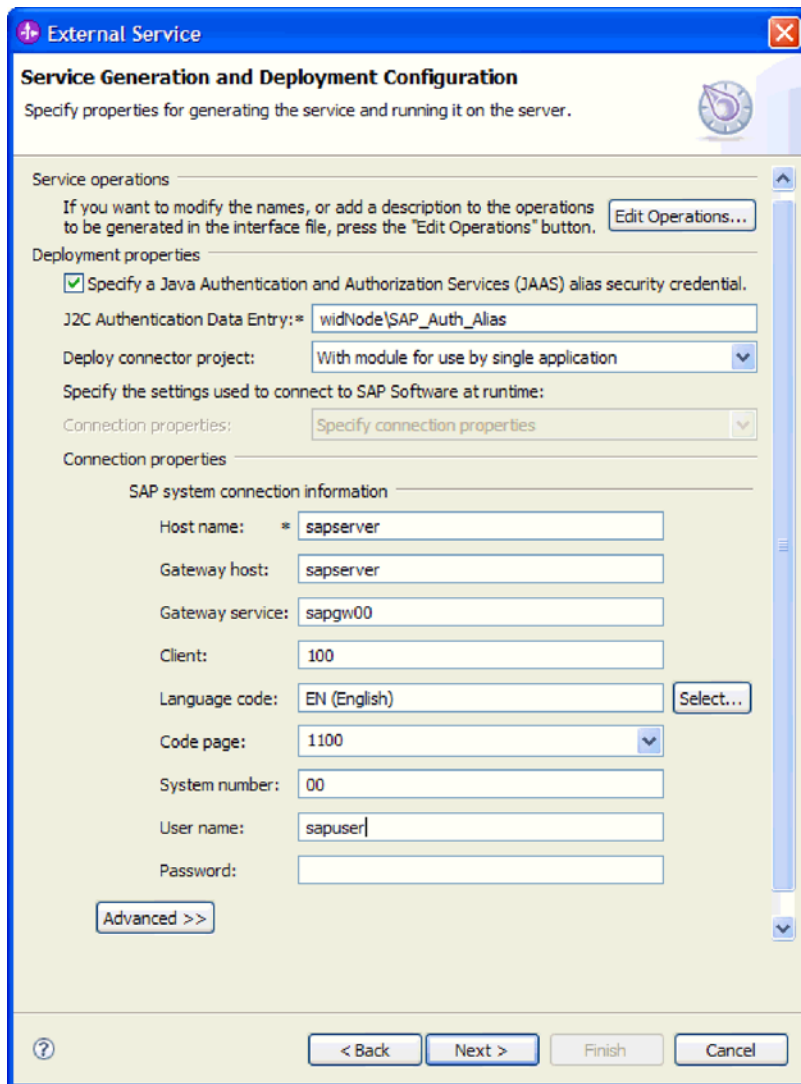 External Service
Service Generation and Deployment Configuration
Specify properties for generating the service and running it on the server.
Service operations
If you want to modify the names, or add a description to the operations
to be generated in the interface file, press the "Edit Operations" button.
Edit Operations...
Deployment properties
Specify a Java Authentication and Authorization Services (JAAS) alias security credential.
J2C Authentication Data Entry:* widNode\SAP_Auth_Alias
Deploy connector project: With module for use by single application
Specify the settings used to connect to SAP Software at runtime:
Connection properties: Specify connection properties
Connection properties
SAP system connection information
Host name: * sapserver
Gateway host: sapserver
Gateway service: sapgw00
Client: 100
Language code: EN (English) Select...
Code page: 1100
System number: 00
User name: sapuser
Password:
Advanced >>
? < Back Next > Finish Cancel